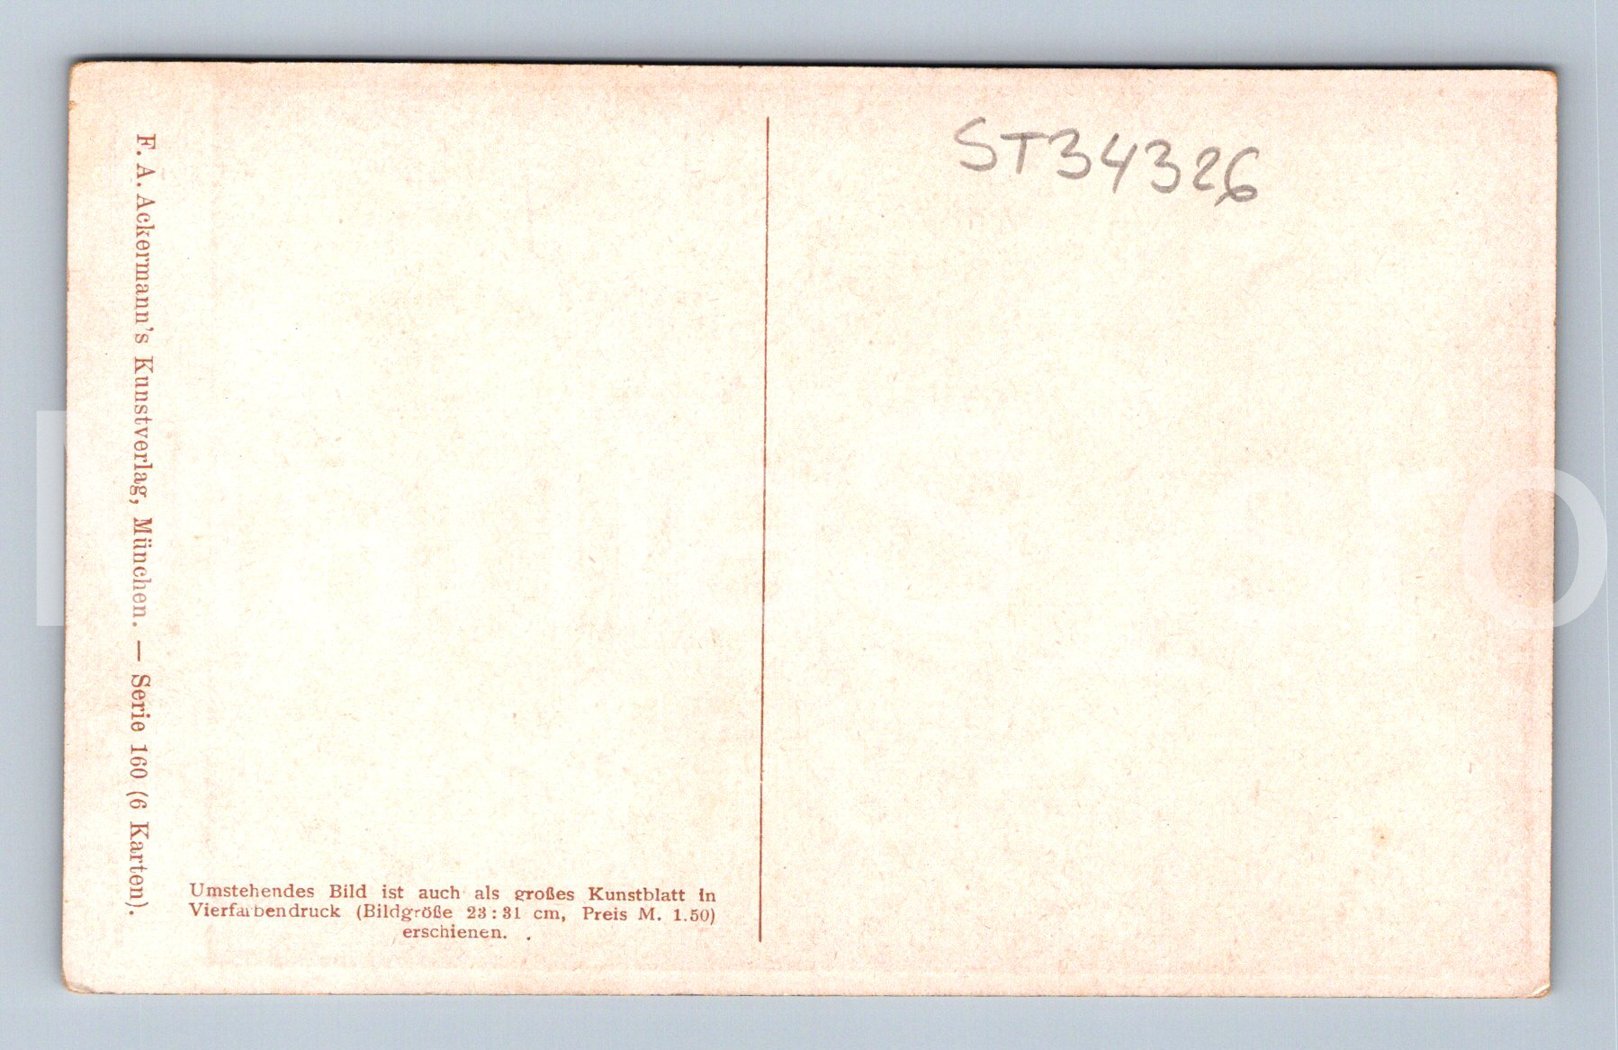 ST34326
F. A. Ackermann's Kunstverlag, München. — Serie 160 (6 Karten).
Umstehendes Bild ist auch als großes Kunstblatt in
Vierfarbendruck (Bildgröße 23:31 cm, Preis M. 1.50)
erschienen.